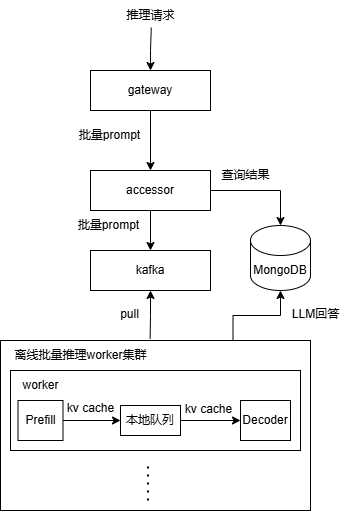 推理请求
gateway
批量prompt
accessor
查询结果
批量prompt
kafka
MongoDB
pull
LLM回答
离线批量推理worker集群
worker
Prefill
kv cache
本地队列
kv cache
Decoder